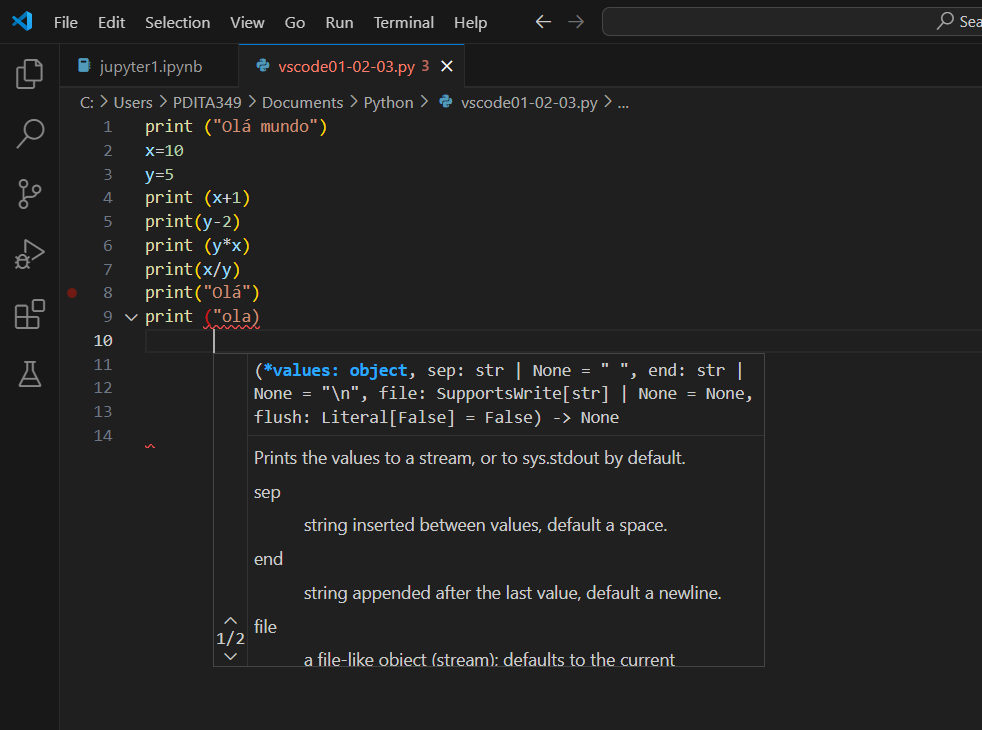 File Edit Selection View Go Run Terminal Help Sea
jupyter1.ipynb vscode01-02-03.py 3
C: > Users > PDITA349 > Documents > Python > vscode01-02-03.py > ...
1 print ("Olá mundo")
2 x=10
3 y=5
4 print (x+1)
5 print(y-2)
6 print (y*x)
7 print(x/y)
8 print("Olá")
9 print ("ola)
10
(*values: object, sep: str | None = " ", end: str |
11
None = "\n", file: SupportsWrite[str] | None = None,
12
13
flush: Literal[False] = False) -> None
14
Prints the values to a stream, or to sys.stdout by default.
sep
string inserted between values, default a space.
end
string appended after the last value, default a newline.
file
1/2
a file-like object (stream); defaults to the current